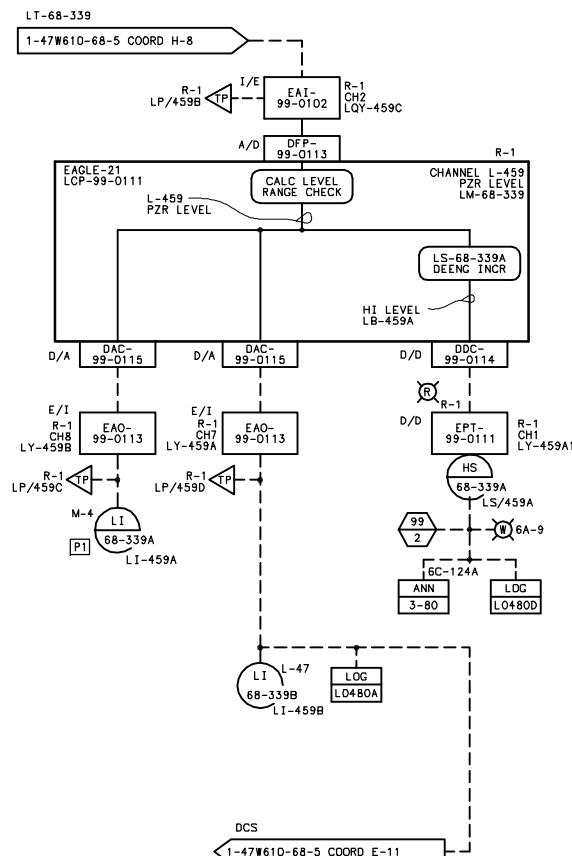 LT-68-339
1-47W610-68-5 COORD H-8
I/E
R-1
LP/459B
TP
EAI-
99-0102
R-1
CH2
LQY-459C
A/D
DFP-
99-0113
R-1
EAGLE-21
LCP-99-0111
CALC LEVEL
RANGE CHECK
CHANNEL L-459
PZR LEVEL
LM-68-339
L-459
PZR LEVEL
LS-68-339A
DEENG INCR
HI LEVEL
LB-459A
D/A
DAC-
99-0115
D/A
DAC-
99-0115
D/D
DDC-
99-0114
R
R-1
E/I
R-1
CH8
LY-459B
EAO-
99-0113
E/I
R-1
CH7
LY-459A
EAO-
99-0113
D/D
EPT-
99-0111
R-1
CH1
LY-459A1
R-1
LP/459C
TP
R-1
LP/459D
TP
HS
68-339A
LS/459A
M-4
LI
68-339A
P1
LI-459A
99
2
W
6A-9
6C-124A
ANN
3-80
LOG
L0480D
LI
68-339B
L-47
LI-459B
LOG
L0480A
DCS
1-47W610-68-5 COORD E-11